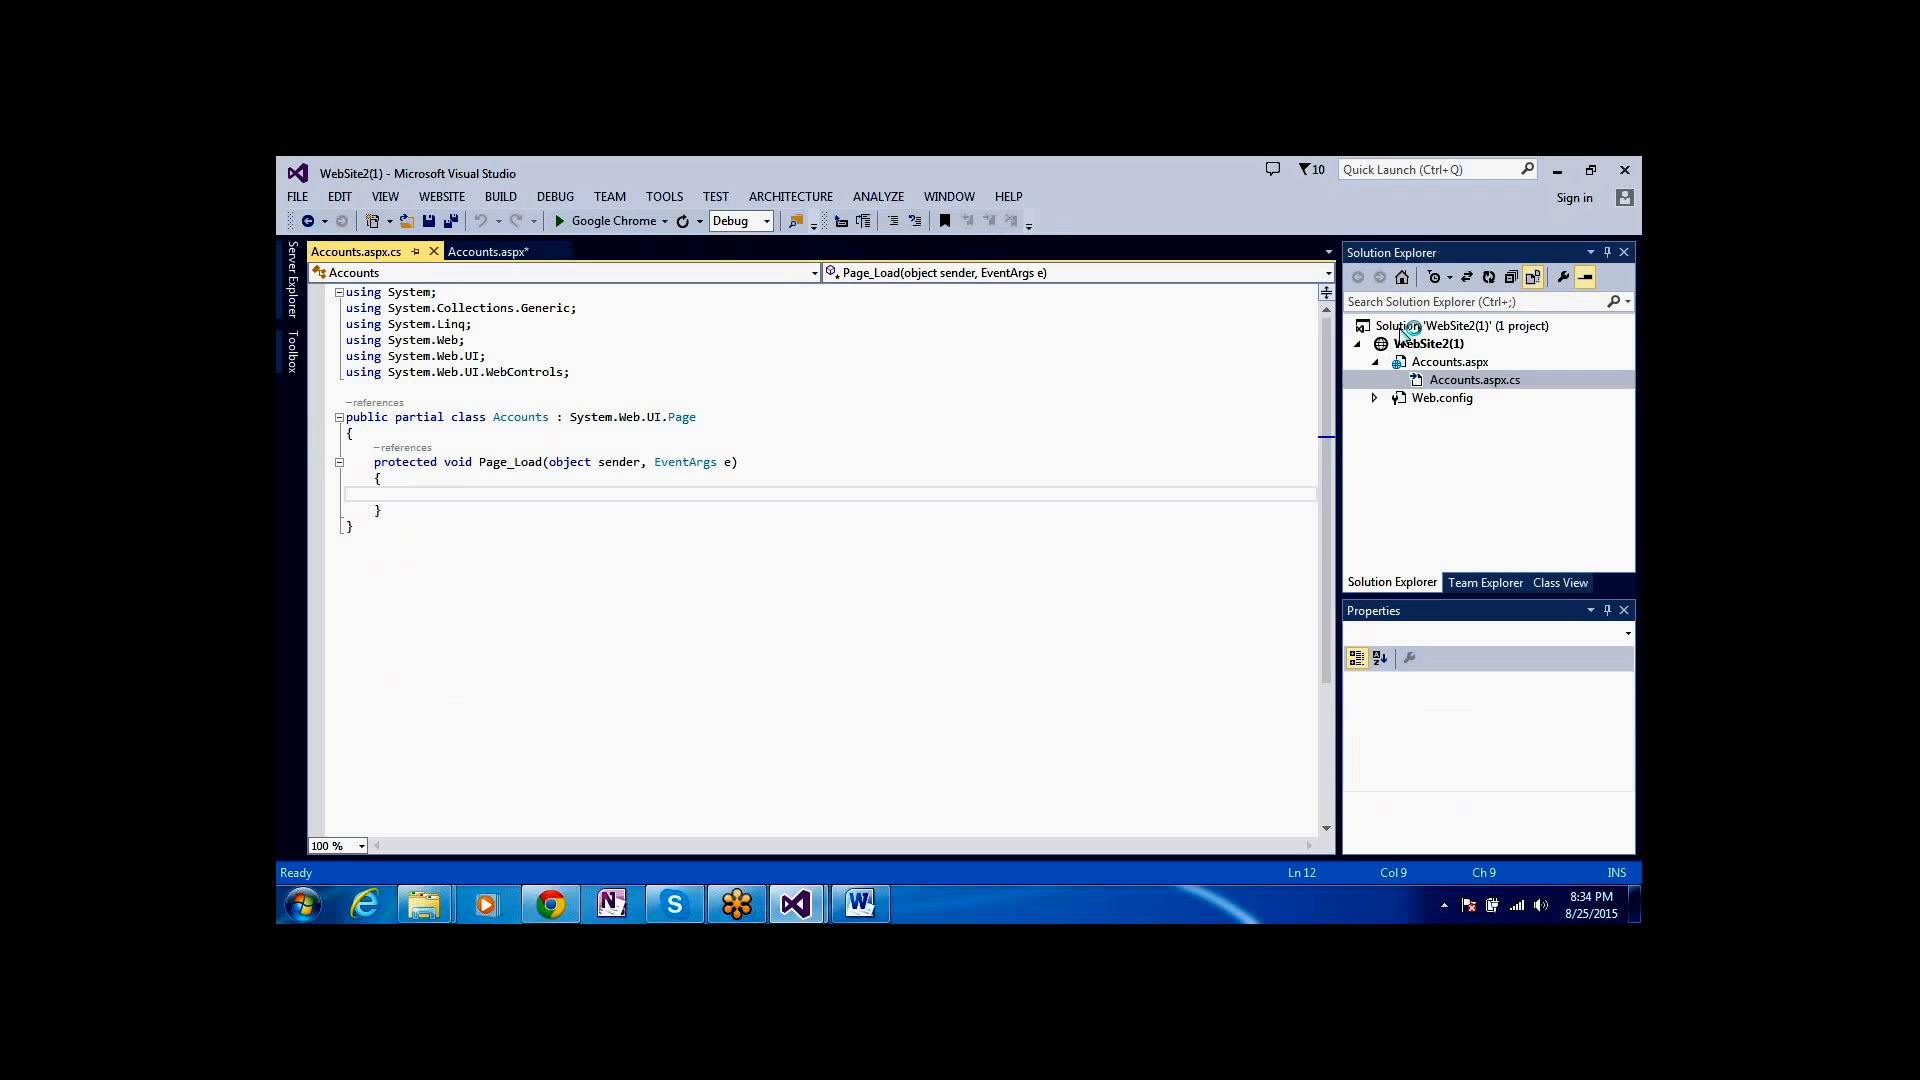 WebSite2(1) - Microsoft Visual Studio
10
Quick Launch (Ctrl+Q)
FILE EDIT VIEW WEBSITE BUILD DEBUG TEAM TOOLS TEST ARCHITECTURE ANALYZE WINDOW HELP
Sign in
Google Chrome Debug
Server Explorer
Toolbox
Accounts.aspx.cs Accounts.aspx*
Accounts Page_Load(object sender, EventArgs e)
using System;
using System.Collections.Generic;
using System.Linq;
using System.Web;
using System.Web.UI;
using System.Web.UI.WebControls;
–references
public partial class Accounts : System.Web.UI.Page
{
–references
protected void Page_Load(object sender, EventArgs e)
{
}
}
100 %
Solution Explorer
Search Solution Explorer (Ctrl+;)
Solution 'WebSite2(1)' (1 project)
WebSite2(1)
Accounts.aspx
Accounts.aspx.cs
Web.config
Solution Explorer Team Explorer Class View
Properties
Ready Ln 12 Col 9 Ch 9 INS
8:34 PM
8/25/2015